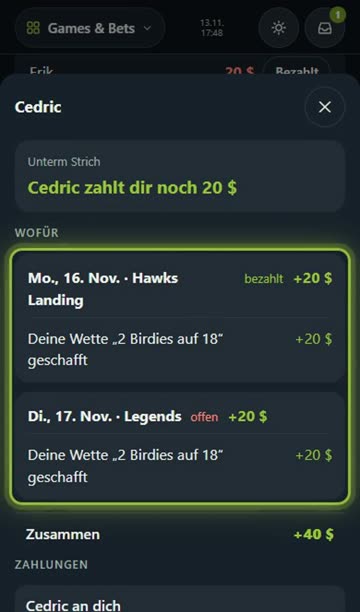 Games & Bets
13.11.
17:48
1
Erik 20 $ Bezahlt
Cedric
Unterm Strich
Cedric zahlt dir noch 20 $
WOFÜR
Mo., 16. Nov. · Hawks bezahlt +20 $
Landing
Deine Wette „2 Birdies auf 18“ +20 $
geschafft
Di., 17. Nov. · Legends offen +20 $
Deine Wette „2 Birdies auf 18“ +20 $
geschafft
Zusammen +40 $
ZAHLUNGEN
Cedric an dich